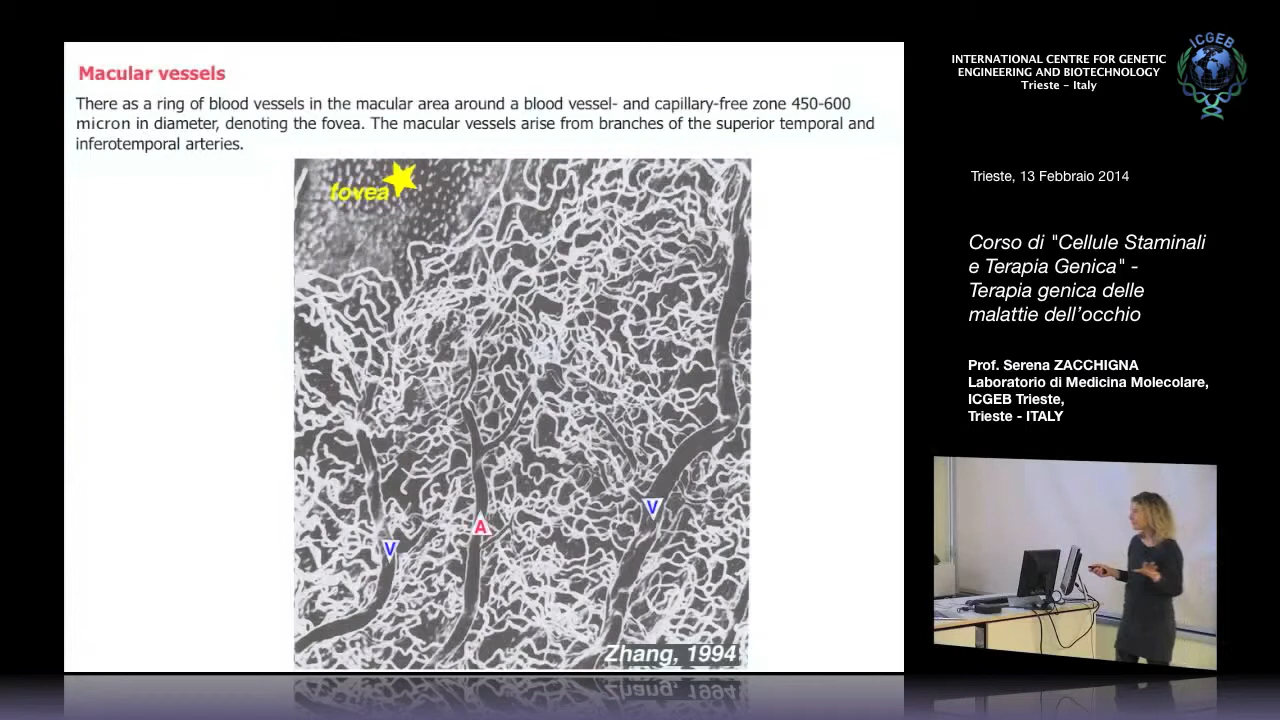 Macular vessels
There as a ring of blood vessels in the macular area around a blood vessel- and capillary-free zone 450-600
micron in diameter, denoting the fovea. The macular vessels arise from branches of the superior temporal and
inferotemporal arteries.
fovea
V
A
V
Zhang, 1994
INTERNATIONAL CENTRE FOR GENETIC
ENGINEERING AND BIOTECHNOLOGY
Trieste - Italy
ICGEB
Trieste, 13 Febbraio 2014
Corso di "Cellule Staminali
e Terapia Genica" -
Terapia genica delle
malattie dell'occhio
Prof. Serena ZACCHIGNA
Laboratorio di Medicina Molecolare,
ICGEB Trieste,
Trieste - ITALY